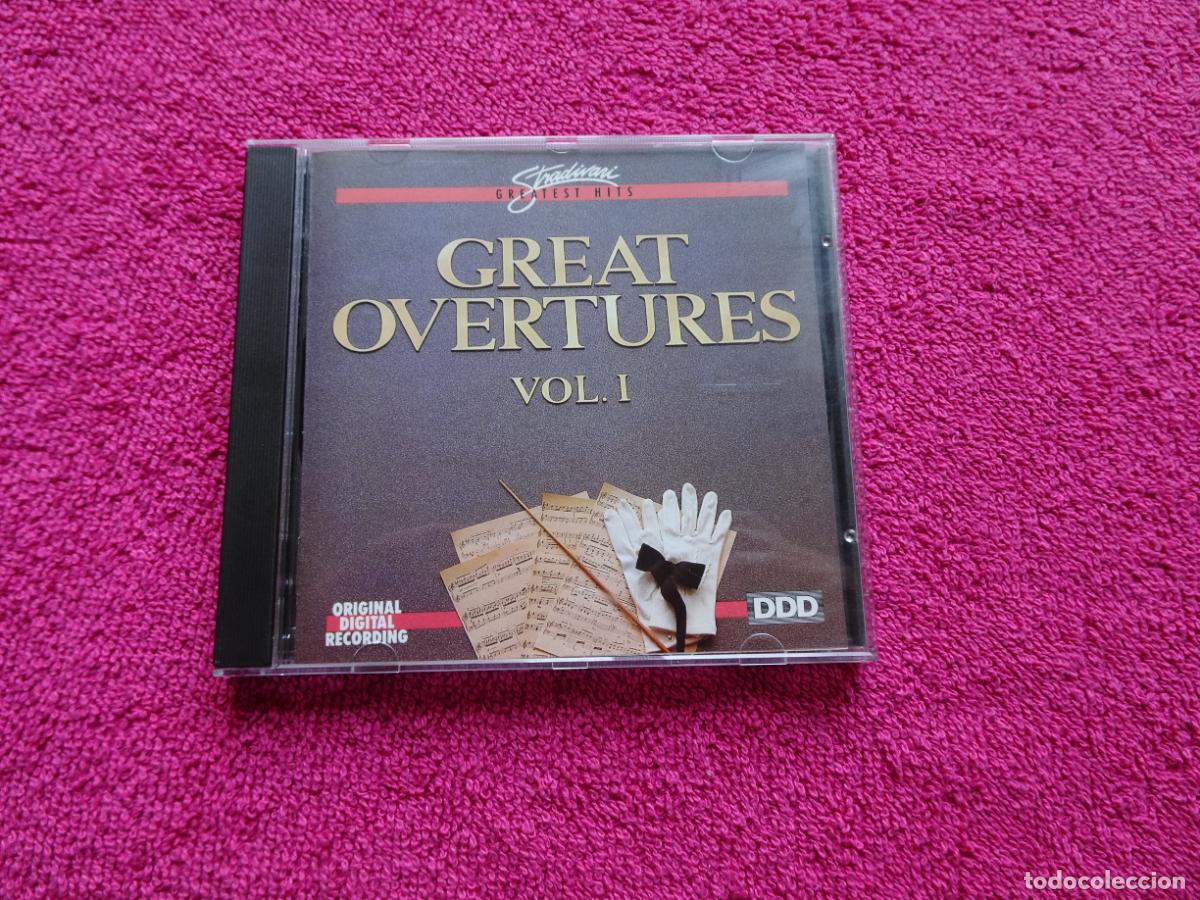 Stradivari
GREATEST HITS
GREAT
OVERTURES
VOL. I
ORIGINAL
DIGITAL
RECORDING
DDD
todocoleccion